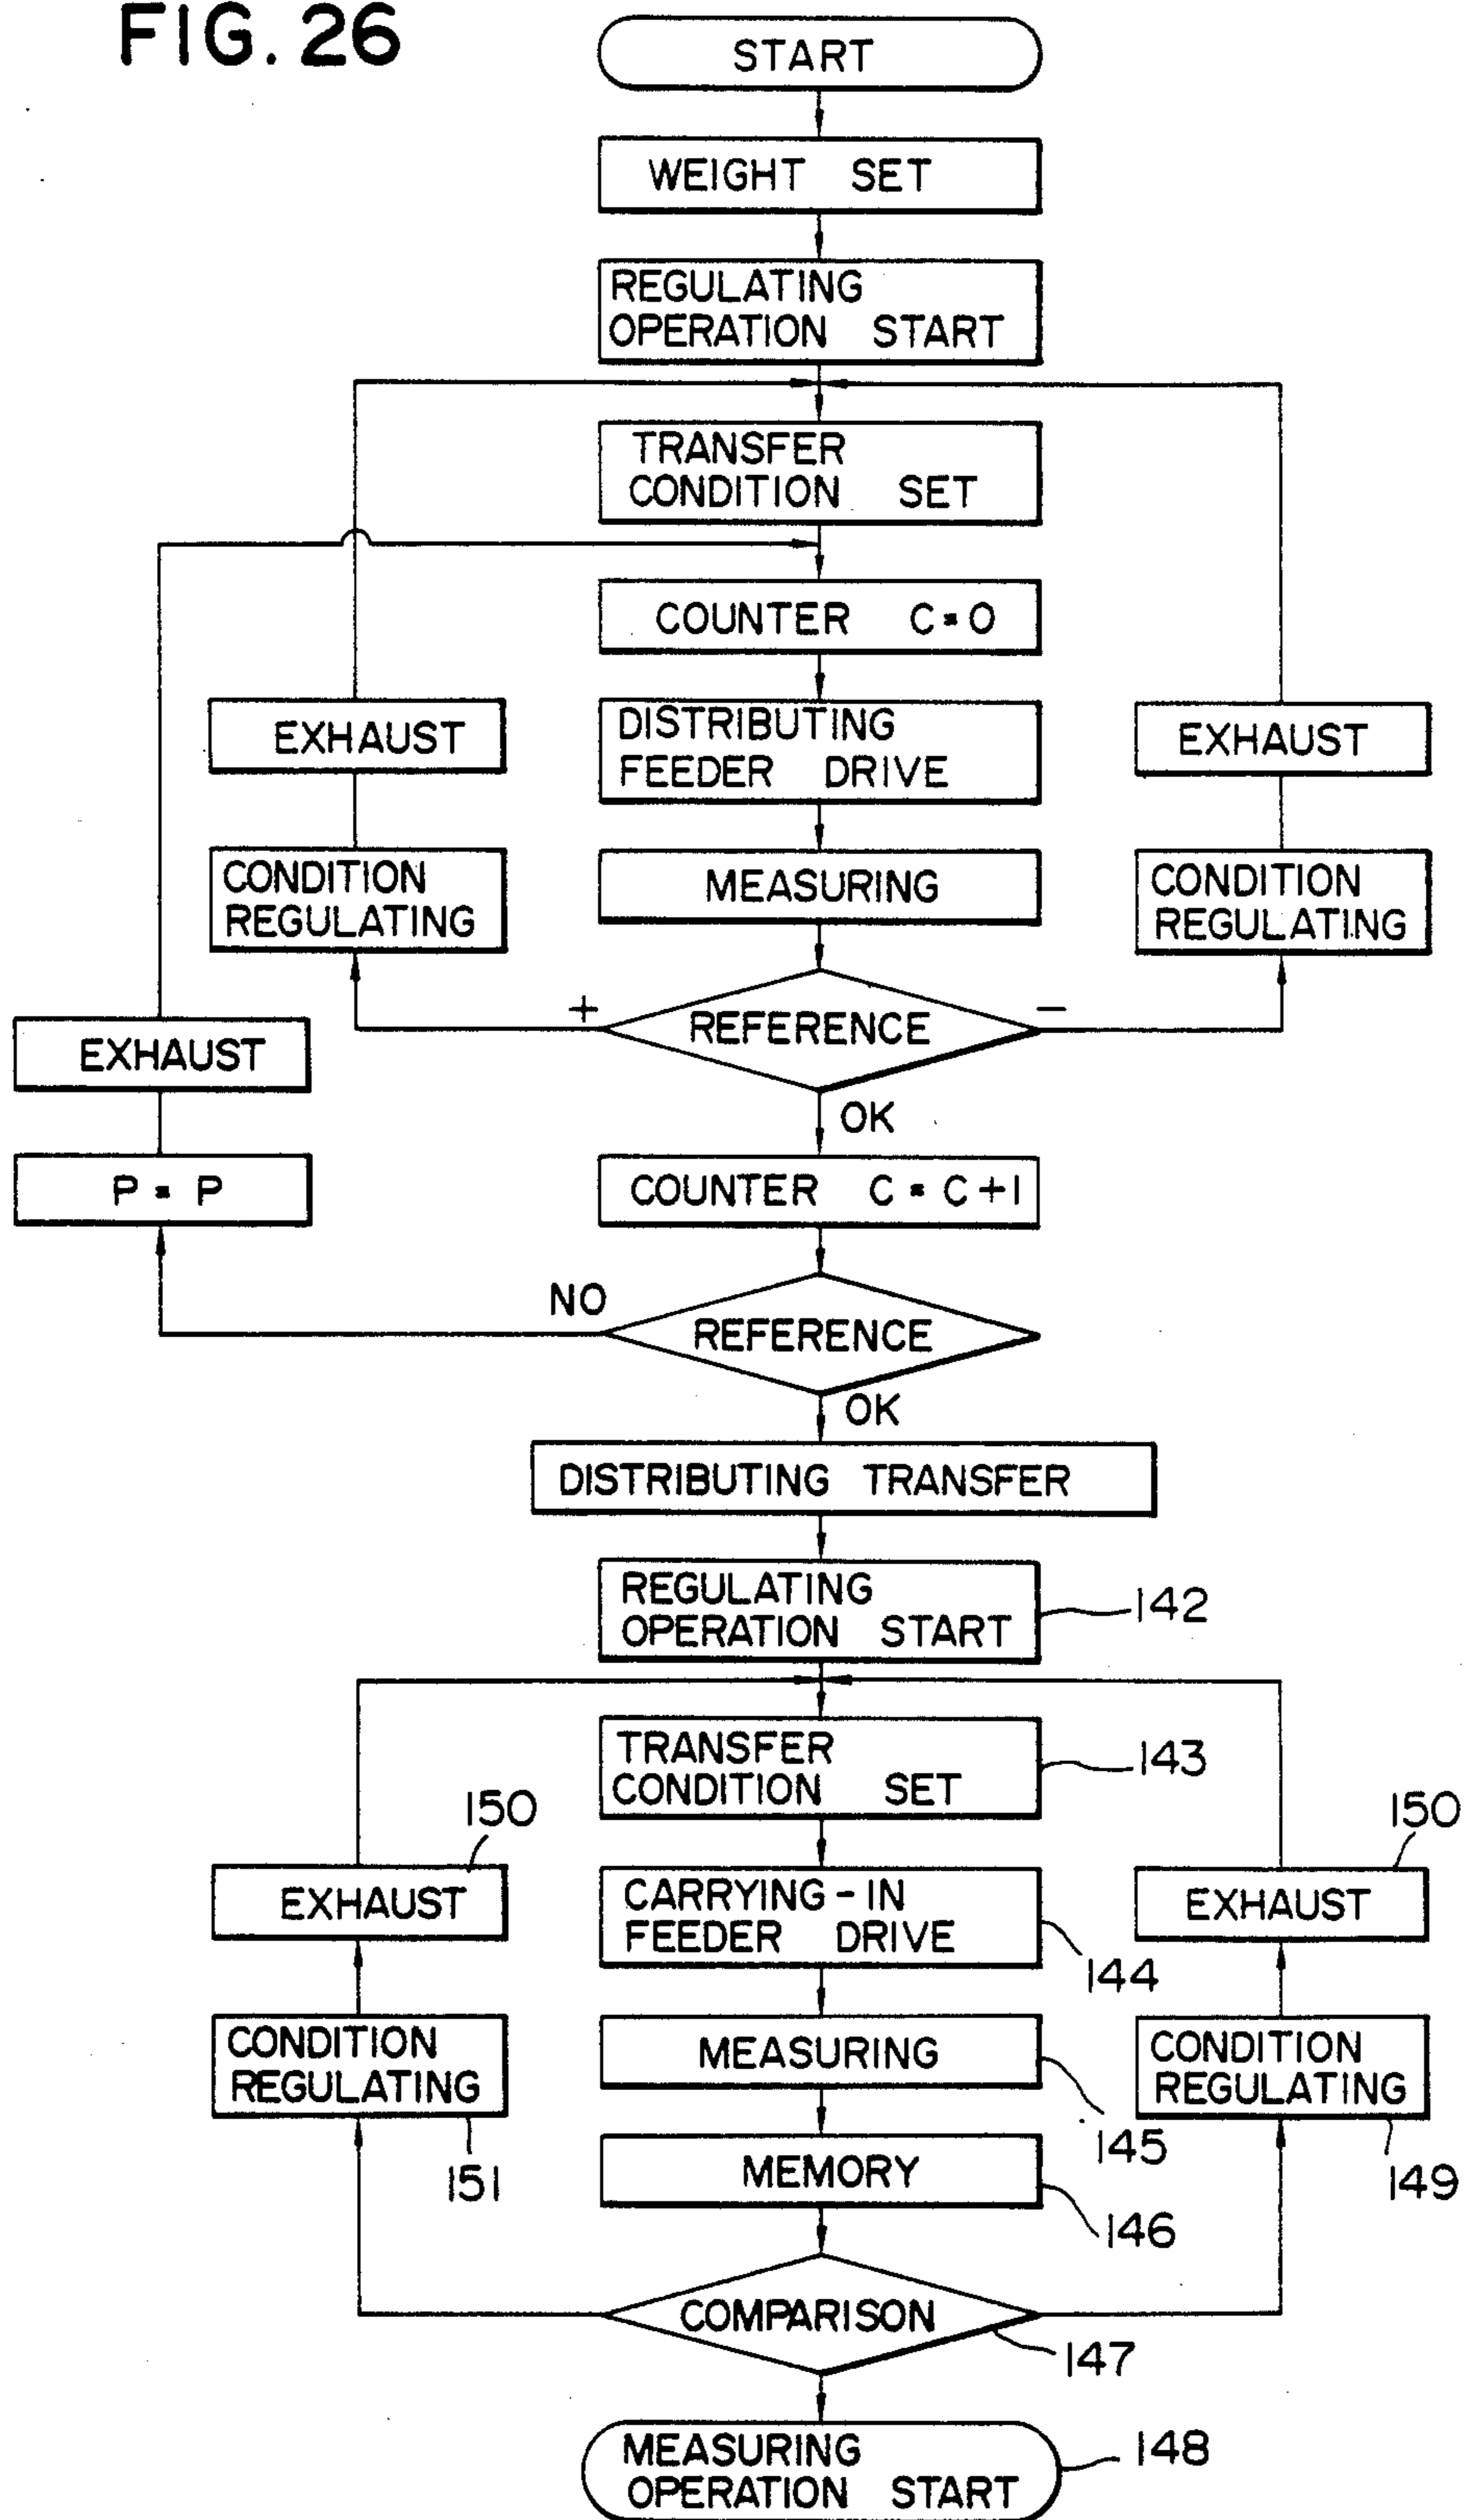 FIG. 26
START
WEIGHT SET
REGULATING
OPERATION START
TRANSFER
CONDITION SET
COUNTER C=0
EXHAUST
DISTRIBUTING
FEEDER DRIVE
EXHAUST
CONDITION
REGULATING
MEASURING
CONDITION
REGULATING
+
REFERENCE
−
EXHAUST
OK
P = P
COUNTER C = C+1
NO
REFERENCE
OK
DISTRIBUTING TRANSFER
REGULATING
OPERATION START
142
TRANSFER
CONDITION SET
143
150
EXHAUST
CARRYING-IN
FEEDER DRIVE
144
150
EXHAUST
CONDITION
REGULATING
151
MEASURING
145
CONDITION
REGULATING
149
MEMORY
146
COMPARISON
147
MEASURING
OPERATION START
148